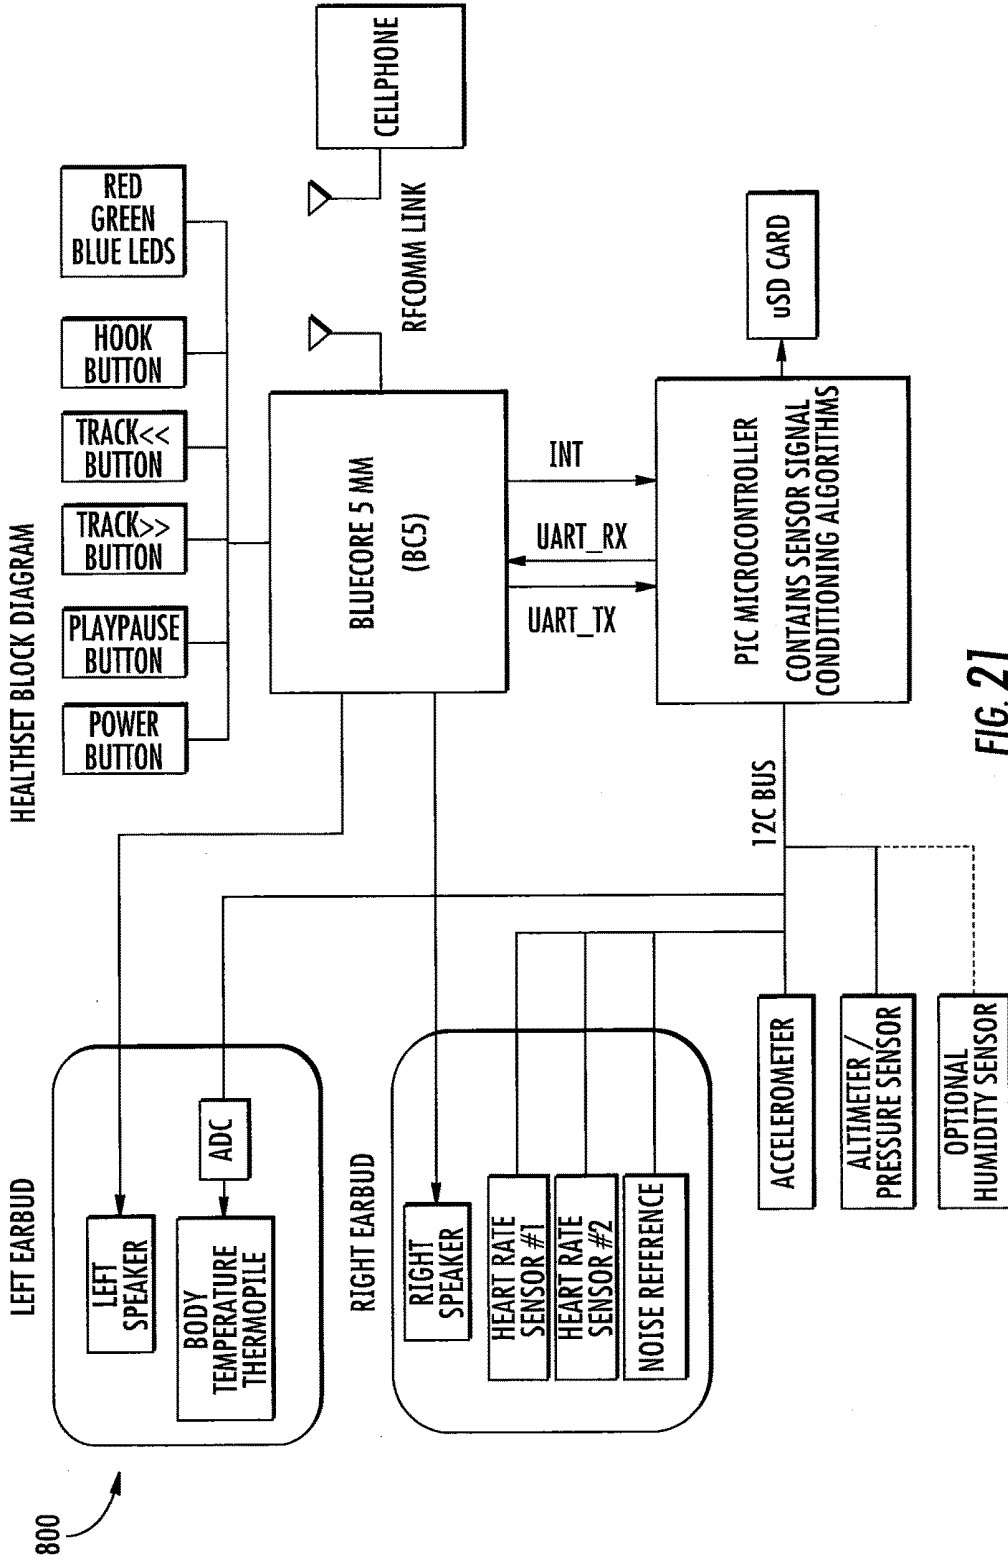 HEALTHSET BLOCK DIAGRAM
800
LEFT EARBUD
LEFT
SPEAKER
BODY
TEMPERATURE
THERMOPILE
ADC
POWER
BUTTON
PLAYPAUSE
BUTTON
TRACK>>
BUTTON
TRACK<<
BUTTON
HOOK
BUTTON
RED
GREEN
BLUE LEDS
RIGHT EARBUD
RIGHT
SPEAKER
HEART RATE
SENSOR #1
HEART RATE
SENSOR #2
NOISE REFERENCE
BLUECORE 5 MM
(BC5)
RFCOMM LINK
CELLPHONE
UART_TX
UART_RX
INT
PIC MICROCONTROLLER
CONTAINS SENSOR SIGNAL
CONDITIONING ALGORITHMS
uSD CARD
12C BUS
ACCELEROMETER
ALTIMETER /
PRESSURE SENSOR
OPTIONAL
HUMIDITY SENSOR
FIG. 21